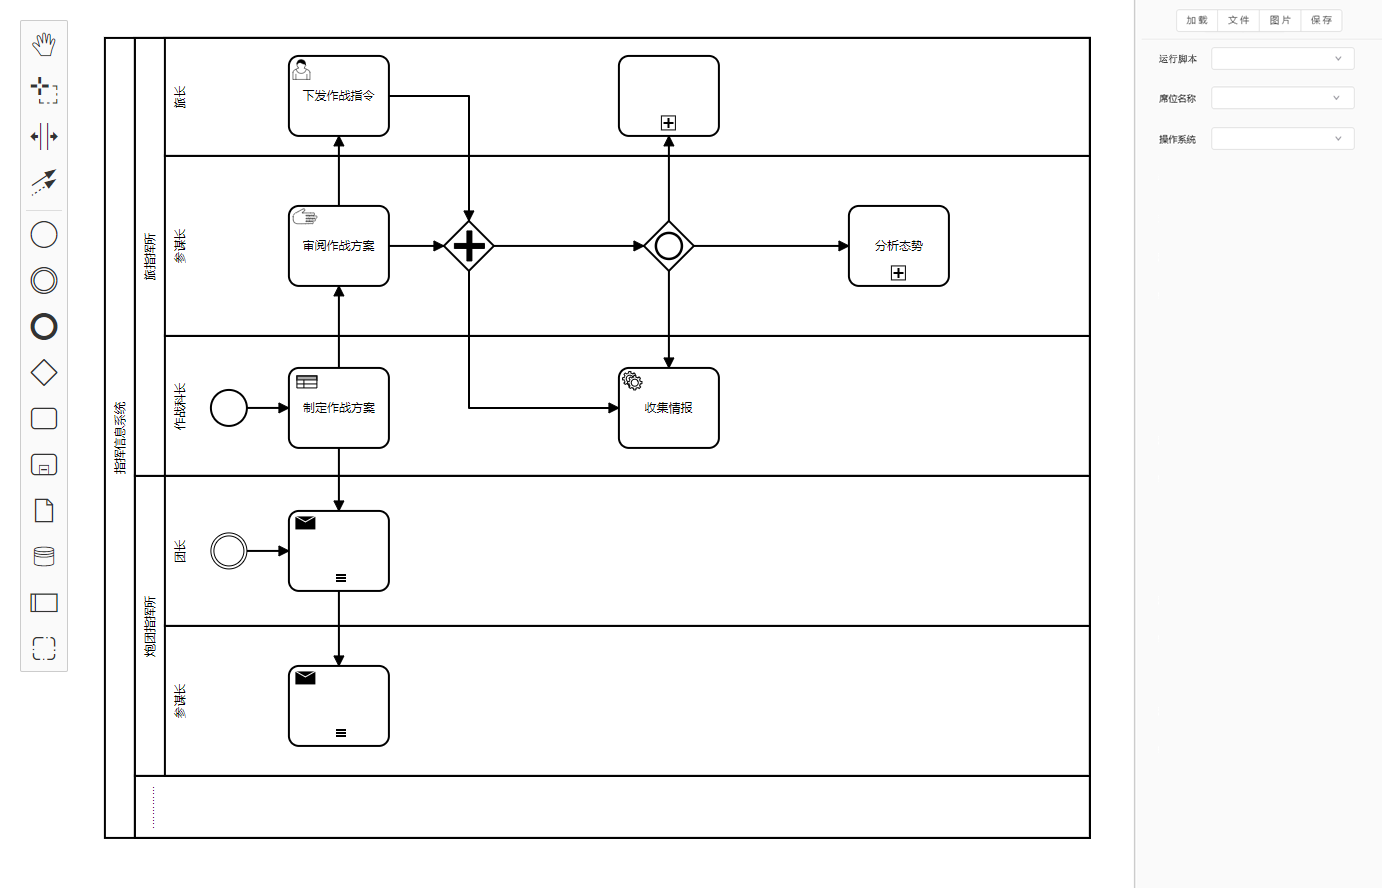 加载 文件 图片 保存
运行脚本
席位名称
操作系统
指挥信息系统
旅指挥所
旅长
下发作战指令
参谋长
审阅作战方案
分析态势
作战科长
制定作战方案
收集情报
炮团指挥所
团长
参谋长
............